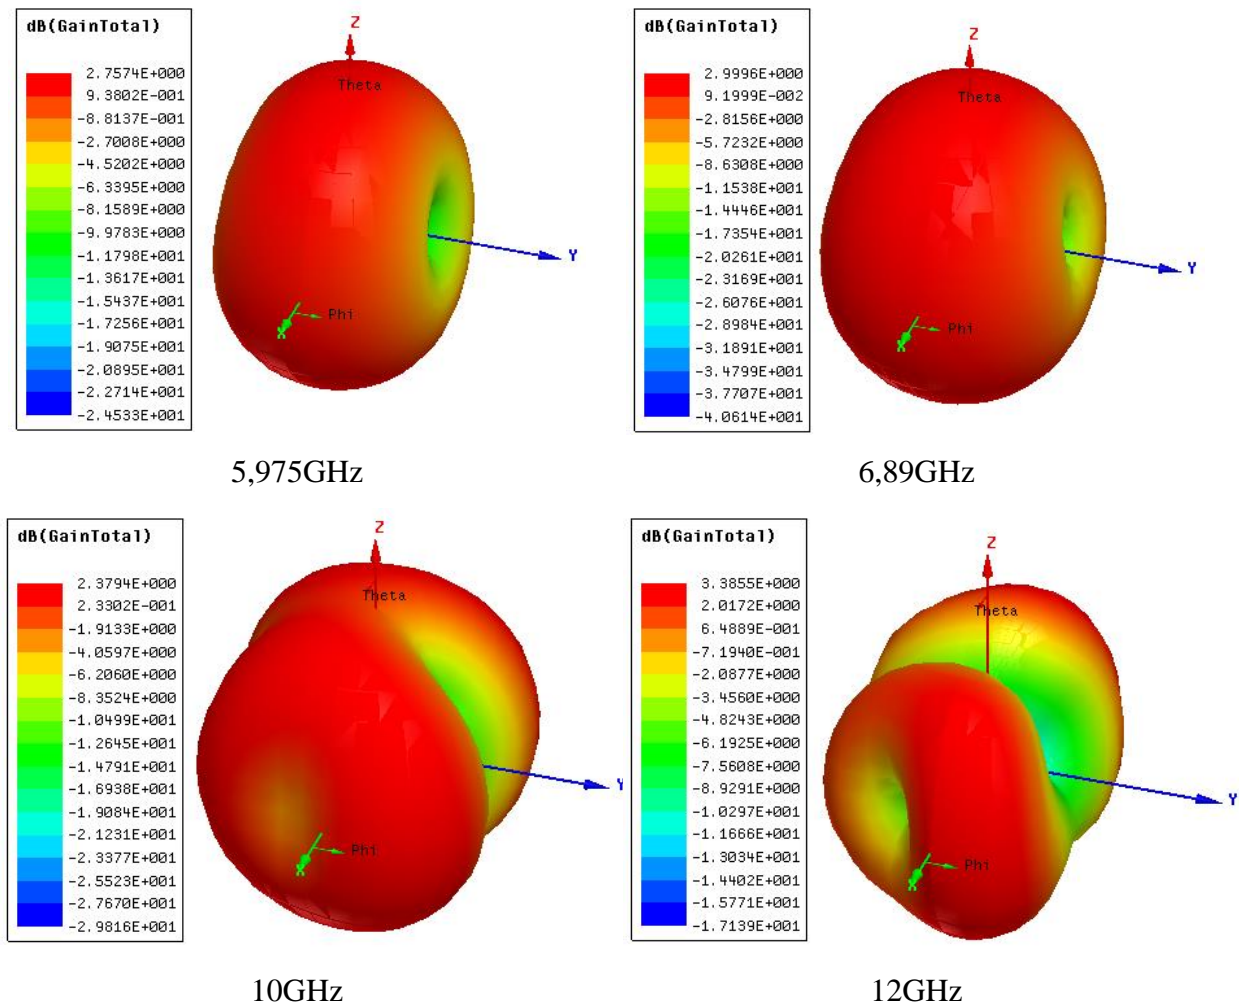 dB(GainTotal)
2.7574E+000
9.3802E-001
-8.8137E-001
-2.7008E+000
-4.5202E+000
-6.3395E+000
-8.1589E+000
-9.9783E+000
-1.1798E+001
-1.3617E+001
-1.5437E+001
-1.7256E+001
-1.9075E+001
-2.0895E+001
-2.2714E+001
-2.4533E+001
Z
Theta
Y
Phi
X
5,975GHz
dB(GainTotal)
2.9996E+000
9.1999E-002
-2.8156E+000
-5.7232E+000
-8.6308E+000
-1.1538E+001
-1.4446E+001
-1.7354E+001
-2.0261E+001
-2.3169E+001
-2.6076E+001
-2.8984E+001
-3.1891E+001
-3.4799E+001
-3.7707E+001
-4.0614E+001
Z
Theta
Y
Phi
X
6,89GHz
dB(GainTotal)
2.3794E+000
2.3302E-001
-1.9133E+000
-4.0597E+000
-6.2060E+000
-8.3524E+000
-1.0499E+001
-1.2645E+001
-1.4791E+001
-1.6938E+001
-1.9084E+001
-2.1231E+001
-2.3377E+001
-2.5523E+001
-2.7670E+001
-2.9816E+001
Z
Theta
Y
Phi
X
10GHz
dB(GainTotal)
3.3855E+000
2.0172E+000
6.4889E-001
-7.1940E-001
-2.0877E+000
-3.4560E+000
-4.8243E+000
-6.1925E+000
-7.5608E+000
-8.9291E+000
-1.0297E+001
-1.1666E+001
-1.3034E+001
-1.4402E+001
-1.5771E+001
-1.7139E+001
Z
Theta
Y
Phi
X
12GHz